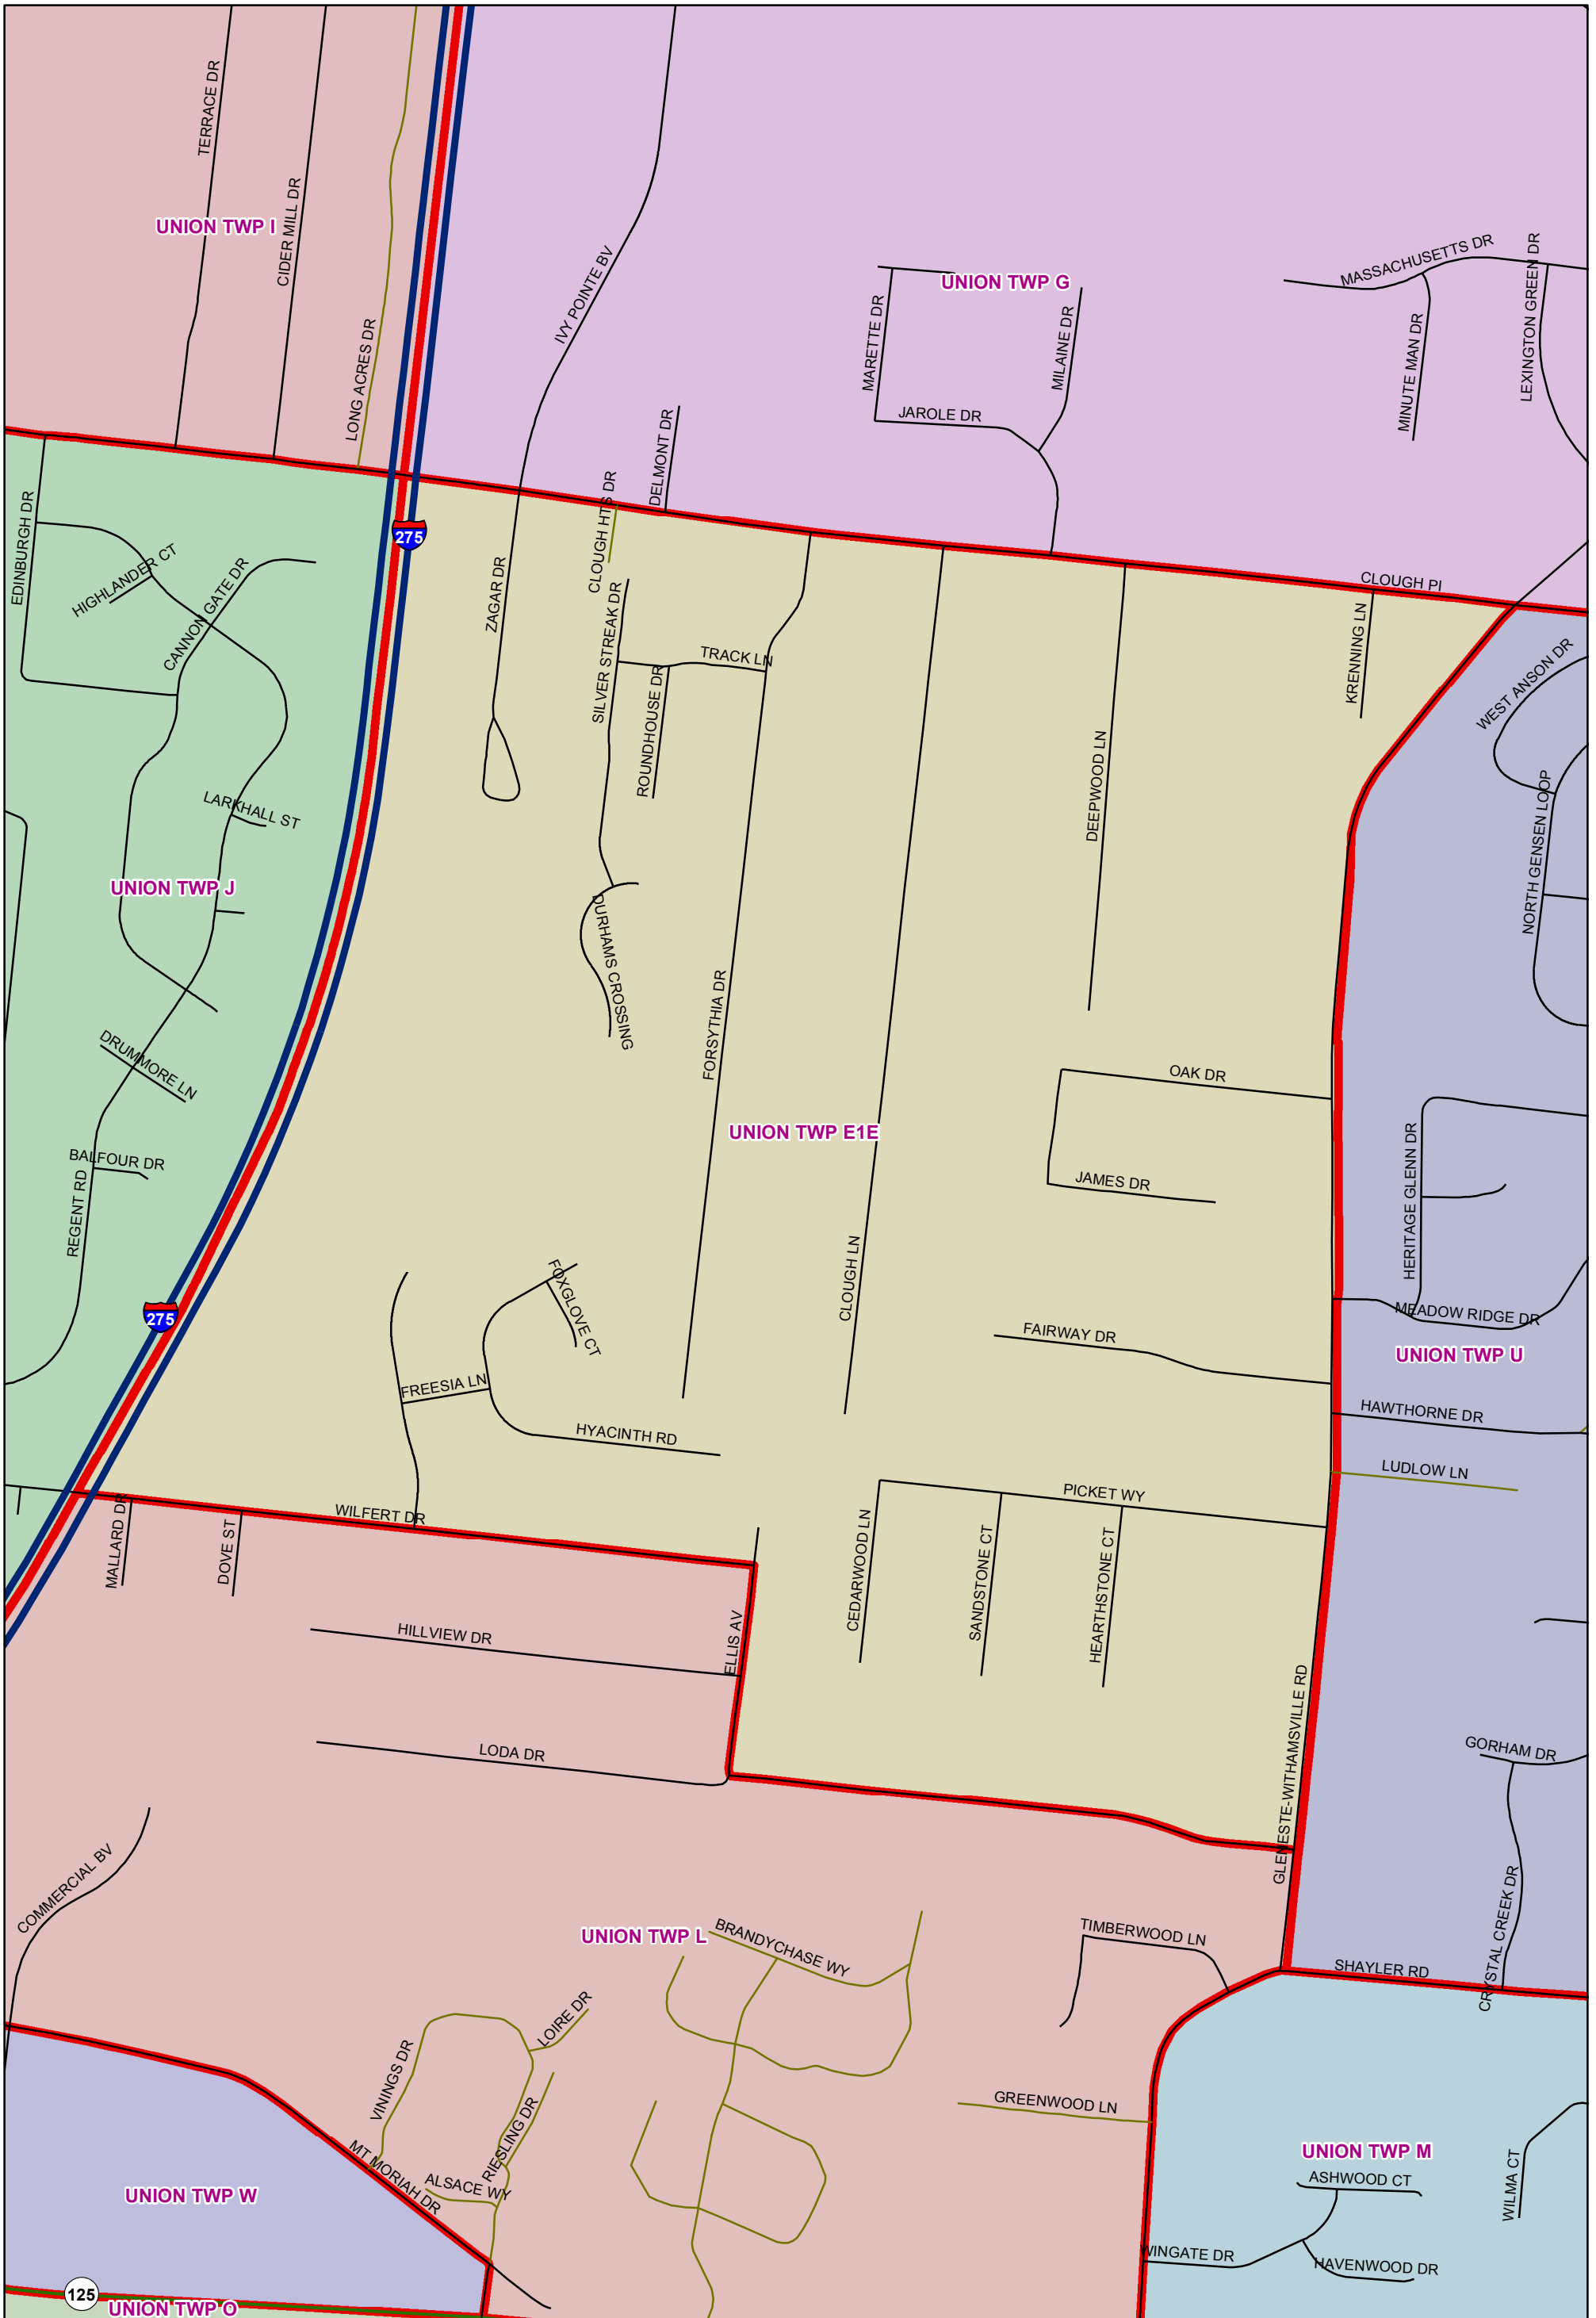 TERRACE DR
CIDER MILL DR
UNION TWP I
LONG ACRES DR
IVY POINTE BV
UNION TWP G
MARETTE DR
MILAINE DR
JAROLE DR
MASSACHUSETTS DR
MINUTE MAN DR
LEXINGTON GREEN DR
DELMONT DR
CLOUGH HTS DR
275
EDINBURGH DR
HIGHLANDER CT
CANNON GATE DR
ZAGAR DR
SILVER STREAK DR
TRACK LN
ROUNDHOUSE DR
CLOUGH PI
KRENNING LN
WEST ANSON DR
DEEPWOOD LN
NORTH GENSEN LOOP
LARKHALL ST
UNION TWP J
DURHAMS CROSSING
FORSYTHIA DR
DRUMMORE LN
OAK DR
UNION TWP E1E
BALFOUR DR
REGENT RD
JAMES DR
HERITAGE GLENN DR
CLOUGH LN
275
FOXGLOVE CT
FAIRWAY DR
MEADOW RIDGE DR
UNION TWP U
FREESIA LN
HYACINTH RD
HAWTHORNE DR
LUDLOW LN
PICKET WY
MALLARD DR
DOVE ST
WILFERT DR
CEDARWOOD LN
SANDSTONE CT
HEARTHSTONE CT
HILLVIEW DR
ELLIS AV
LODA DR
GLENESTE-WITHAMSVILLE RD
GORHAM DR
COMMERCIAL BV
UNION TWP L
BRANDYCHASE WY
TIMBERWOOD LN
SHAYLER RD
CRYSTAL CREEK DR
LOIRE DR
VININGS DR
RIESLING DR
GREENWOOD LN
MT MORIAH DR
ALSACE WY
UNION TWP M
ASHWOOD CT
WILMA CT
UNION TWP W
WINGATE DR
HAVENWOOD DR
125
UNION TWP O